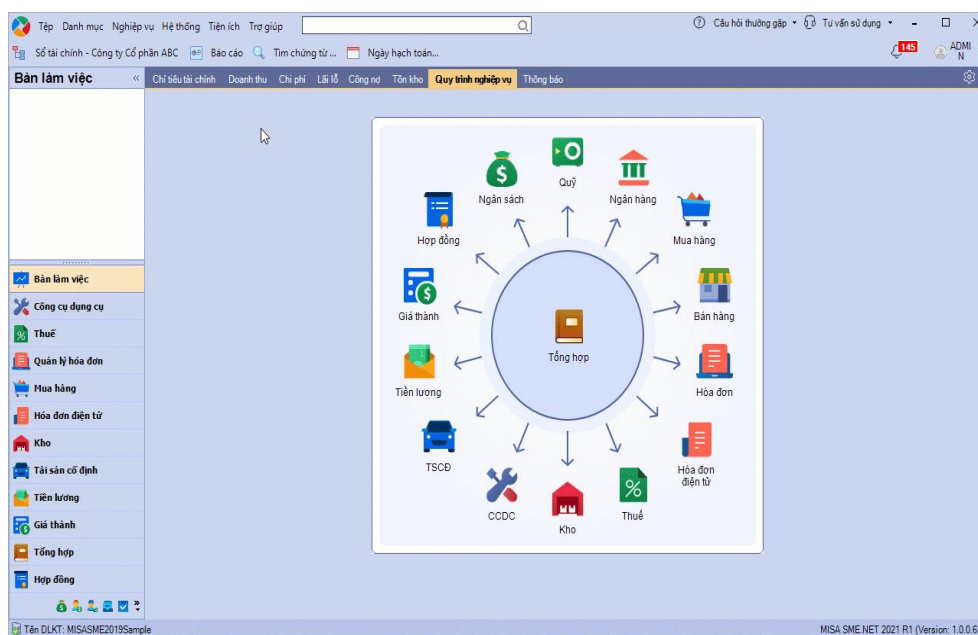 Tệp Danh mục Nghiệp vụ Hệ thống Tiện ích Trợ giúp
Câu hỏi thường gặp Tư vấn sử dụng
Sổ tài chính - Công ty Cổ phần ABC Báo cáo Tìm chứng từ ... Ngày hạch toán...
145
ADMI
N
Bàn làm việc «
Chỉ tiêu tài chính Doanh thu Chi phí Lãi lỗ Công nợ Tồn kho Quy trình nghiệp vụ Thông báo
Quỹ
Ngân sách
Ngân hàng
Hợp đồng
Mua hàng
Giá thành
Bán hàng
Tổng hợp
Tiền lương
Hóa đơn
TSCĐ
Hóa đơn
điện tử
CCDC
Thuế
Kho
Bàn làm việc
Công cụ dụng cụ
Thuế
Quản lý hóa đơn
Mua hàng
Hóa đơn điện tử
Kho
Tài sản cố định
Tiền lương
Giá thành
Tổng hợp
Hợp đồng
Tên DLKT: MISASME2019Sample
MISA SME.NET 2021 R1 (Version: 1.0.0.6